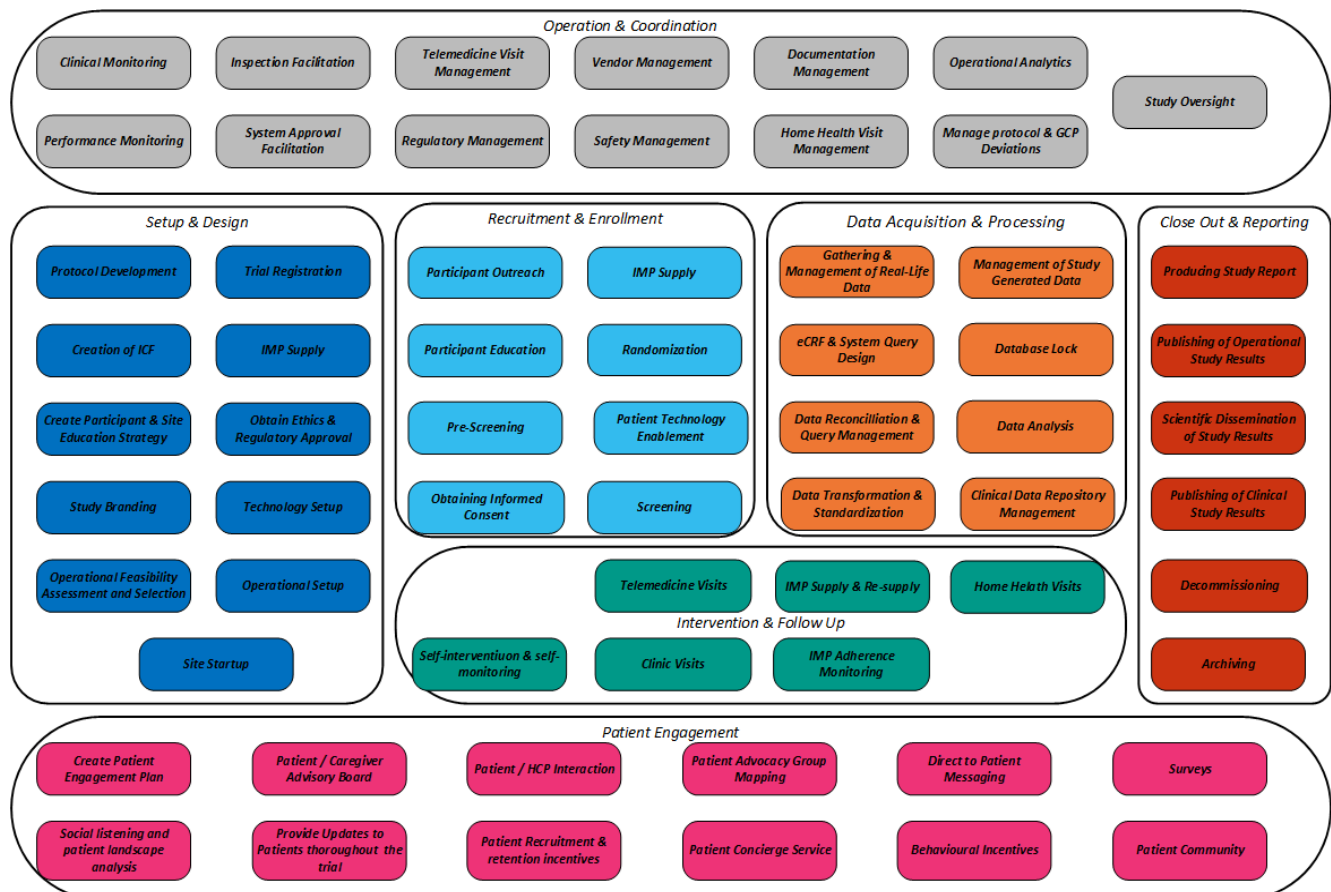 Operation & Coordination
Clinical Monitoring
Inspection Facilitation
Telemedicine Visit
Management
Vendor Management
Documentation
Management
Operational Analytics
Study Oversight
Performance Monitoring
System Approval
Facilitation
Regulatory Management
Safety Management
Home Health Visit
Management
Manage protocol & GCP
Deviations
Setup & Design
Protocol Development
Trial Registration
Creation of ICF
IMP Supply
Create Participant & Site
Education Strategy
Obtain Ethics &
Regulatory Approval
Study Branding
Technology Setup
Operational Feasibility
Assessment and Selection
Operational Setup
Site Startup
Recruitment & Enrollment
Participant Outreach
IMP Supply
Participant Education
Randomization
Pre-Screening
Patient Technology
Enablement
Obtaining Informed
Consent
Screening
Data Acquisition & Processing
Gathering &
Management of Real-Life
Data
Management of Study
Generated Data
eCRF & System Query
Design
Database Lock
Data Reconcilliation &
Query Management
Data Analysis
Data Transformation &
Standardization
Clinical Data Repository
Management
Close Out & Reporting
Producing Study Report
Publishing of Operational
Study Results
Scientific Dissemination
of Study Results
Publishing of Clinical
Study Results
Decommissioning
Archiving
Telemedicine Visits
IMP Supply & Re-supply
Home Helath Visits
Intervention & Follow Up
Self-interventiuon & self-
monitoring
Clinic Visits
IMP Adherence
Monitoring
Patient Engagement
Create Patient
Engagement Plan
Patient / Caregiver
Advisory Board
Patient / HCP Interaction
Patient Advocacy Group
Mapping
Direct to Patient
Messaging
Surveys
Social listening and
patient landscape
analysis
Provide Updates to
Patients thoroughout the
trial
Patient Recruitment &
retention incentives
Patient Concierge Service
Behavioural Incentives
Patient Community